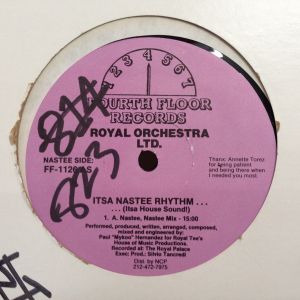 1 2 3 4 5 6 7
FOURTH FLOOR
RECORDS
ROYAL ORCHESTRA
LTD.
NASTEE SIDE:
Thanx: Annette Torez
for being patient
and being there when
I needed you most.
ITSA NASTEE RHYTHM . . .
. . . (Itsa House Sound!)
1. A. Nastee, Nastee Mix - 15:00
Performed, produced, written, arranged, composed,
mixed and engineered by:
Paul "Mykoo" Hernandez for Royal Tee's
House of Music Productions.
Recorded at: The Royal Palace
Exec. Prod.: Silvio Tancredi
Dist. by NCP
212-472-7975